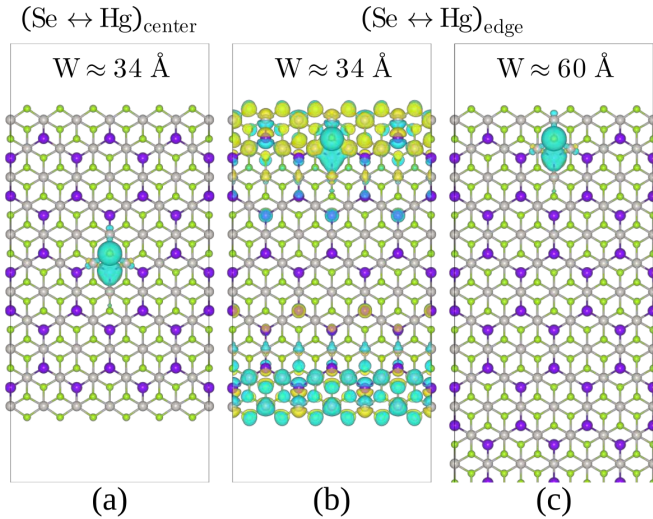 (Se ↔ Hg)center (Se ↔ Hg)edge
W ≈ 34 Å W ≈ 34 Å W ≈ 60 Å
(a) (b) (c)